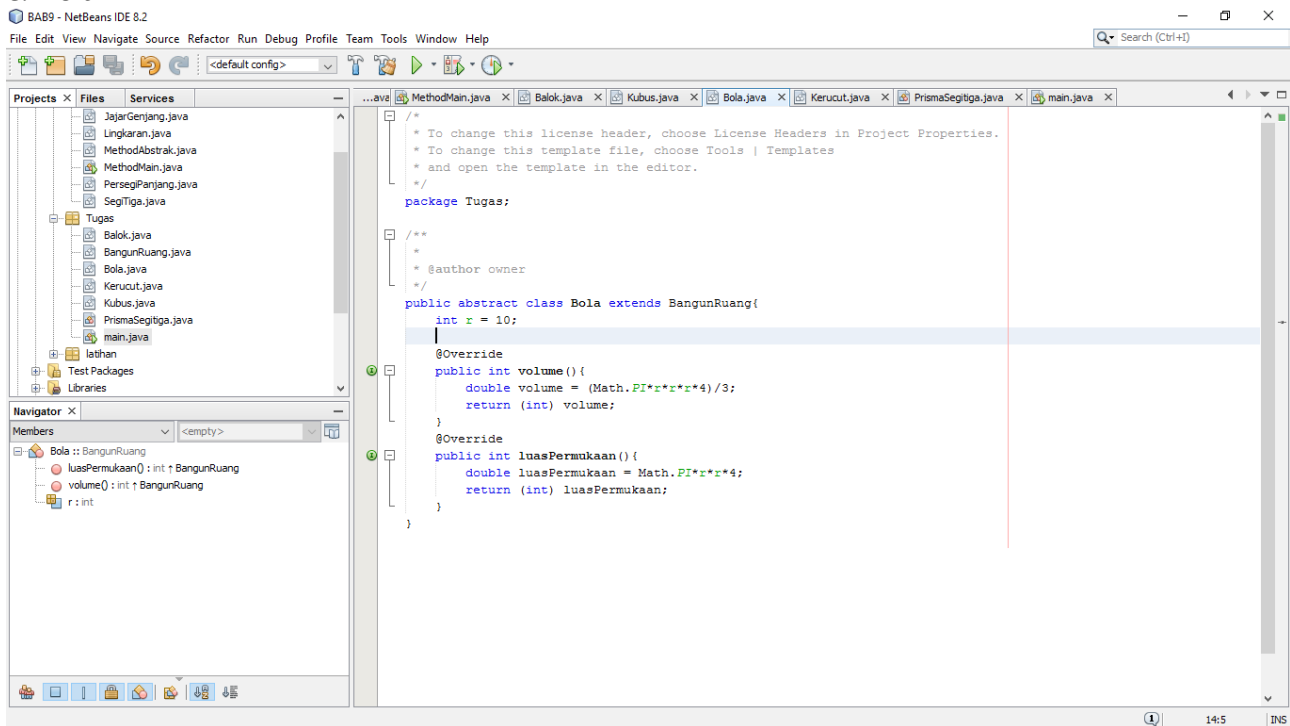 BAB9 - NetBeans IDE 8.2
File Edit View Navigate Source Refactor Run Debug Profile Team Tools Window Help
Search (Ctrl+I)
<default config>
Projects Files Services
JajarGenjang.java
Lingkaran.java
MethodAbstrak.java
MethodMain.java
PersegiPanjang.java
SegiTiga.java
Tugas
Balok.java
BangunRuang.java
Bola.java
Kerucut.java
Kubus.java
PrismaSegitiga.java
main.java
latihan
Test Packages
Libraries
Navigator
Members
<empty>
Bola :: BangunRuang
luasPermukaan() : int ↑ BangunRuang
volume() : int ↑ BangunRuang
r : int
...ava MethodMain.java Balok.java Kubus.java Bola.java Kerucut.java PrismaSegitiga.java main.java
/*
* To change this license header, choose License Headers in Project Properties.
* To change this template file, choose Tools | Templates
* and open the template in the editor.
*/
package Tugas;
/**
*
* @author owner
*/
public abstract class Bola extends BangunRuang{
int r = 10;
@Override
public int volume(){
double volume = (Math.PI*r*r*r*4)/3;
return (int) volume;
}
@Override
public int luasPermukaan(){
double luasPermukaan = Math.PI*r*r*4;
return (int) luasPermukaan;
}
}
1
14:5
INS